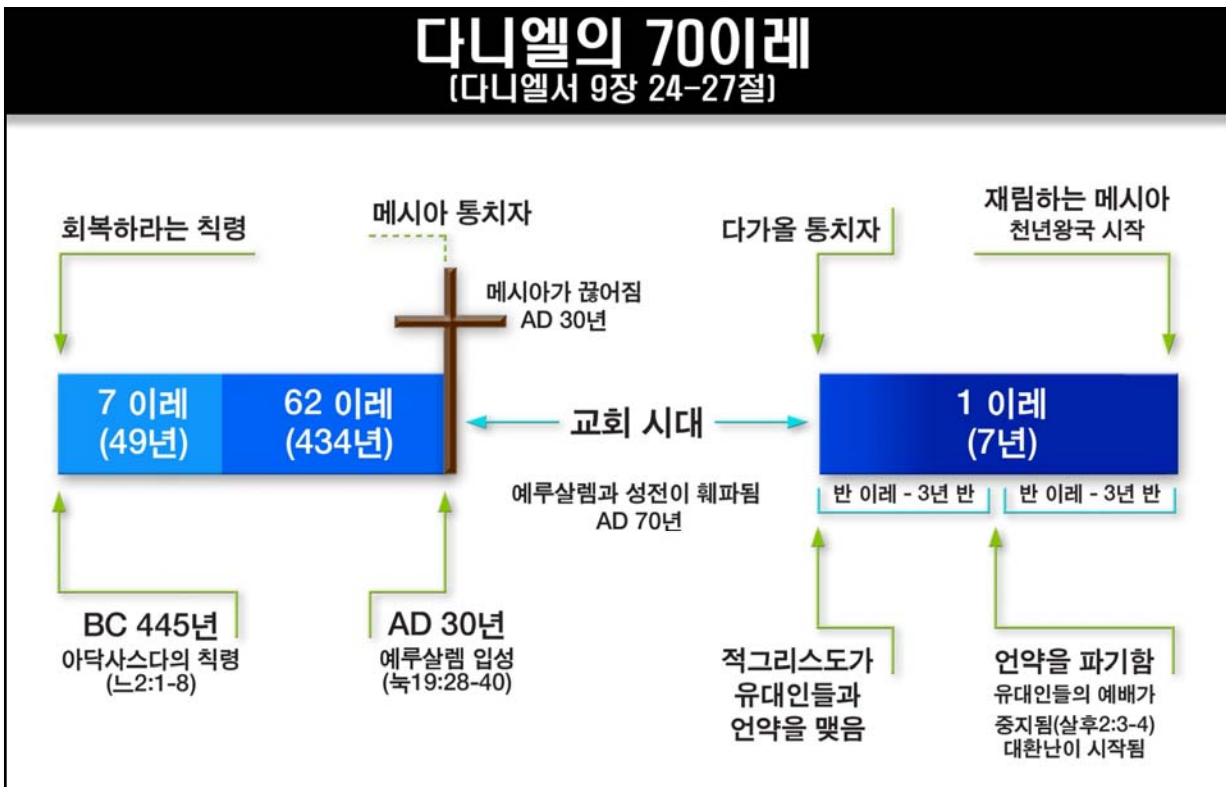 다니엘의 70이레
(다니엘서 9장 24-27절)
회복하라는 칙령
메시아 통치자
메시아가 끊어짐
AD 30년
다가올 통치자
재림하는 메시아
천년왕국 시작
7 이레
(49년)
62 이레
(434년)
교회 시대
1 이레
(7년)
예루살렘과 성전이 훼파됨
AD 70년
반 이레 - 3년 반
반 이레 - 3년 반
BC 445년
아닥사스다의 칙령
(느2:1-8)
AD 30년
예루살렘 입성
(눅19:28-40)
적그리스도가
유대인들과
언약을 맺음
언약을 파기함
유대인들의 예배가
중지됨(살후2:3-4)
대환난이 시작됨